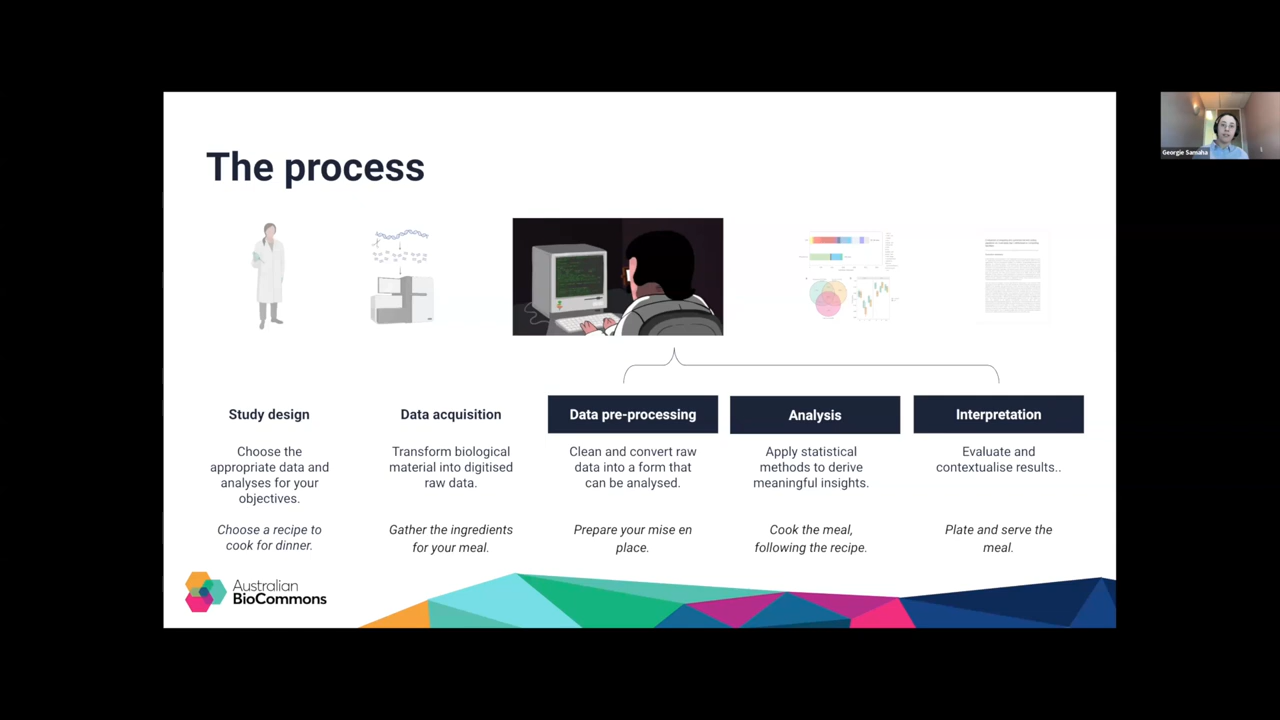 The process
Georgie Samaha
Study design
Choose the
appropriate data and
analyses for your
objectives.
Choose a recipe to
cook for dinner.
Data acquisition
Transform biological
material into digitised
raw data.
Gather the ingredients
for your meal.
Data pre-processing
Clean and convert raw
data into a form that
can be analysed.
Prepare your mise en
place.
Analysis
Apply statistical
methods to derive
meaningful insights.
Cook the meal,
following the recipe.
Interpretation
Evaluate and
contextualise results..
Plate and serve the
meal.
Australian
BioCommons